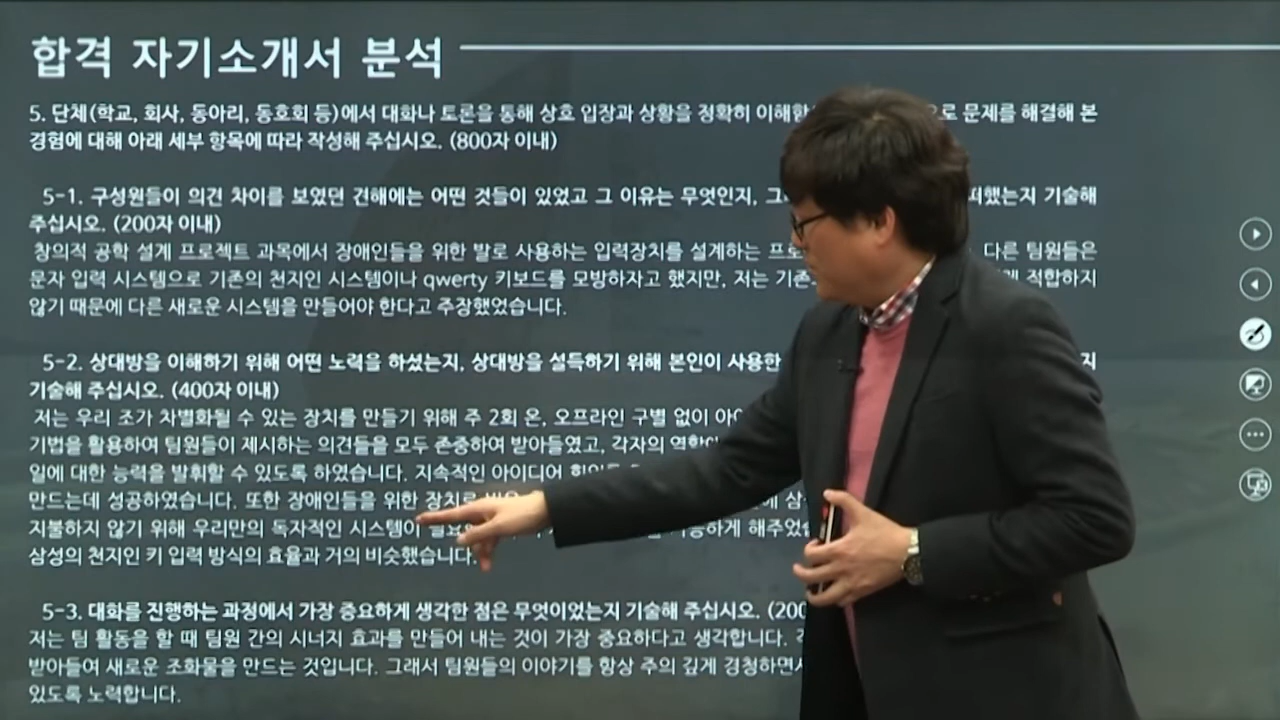 합격 자기소개서 분석
5. 단체(학교, 회사, 동아리, 동호회 등)에서 대화나 토론을 통해 상호 입장과 상황을 정확히 이해함 으로 문제를 해결해 본
경험에 대해 아래 세부 항목에 따라 작성해 주십시오. (800자 이내)
5-1. 구성원들이 의견 차이를 보였던 견해에는 어떤 것들이 있었고 그 이유는 무엇인지, 기술해
주십시오. (200자 이내)
창의적 공학 설계 프로젝트 과목에서 장애인들을 위한 발로 사용하는 입력장치를 설계하는 다른 팀원들은
문자 입력 시스템으로 기존의 천지인 시스템이나 qwerty 키보드를 모방하자고 했지만, 저는 적합하지
않기 때문에 다른 새로운 시스템을 만들어야 한다고 주장했었습니다.
5-2. 상대방을 이해하기 위해 어떤 노력을 하셨는지, 상대방을 설득하기 위해 본인이 사용한 지
기술해 주십시오. (400자 이내)
저는 우리 조가 차별화될 수 있는 장치를 만들기 위해 주 2회 온, 오프라인 구별 없이
기법을 활용하여 팀원들이 제시하는 의견들을 모두 존중하여 받아들였고, 각자의
일에 대한 능력을 발휘할 수 있도록 하였습니다. 지속적인 아이디어
만드는데 성공하였습니다. 또한 장애인들을 위한
지불하지 않기 위해 우리만의 독자적인 시스템이
삼성의 천지인 키 입력 방식의 효율과 거의 비슷했습니다.
5-3. 대화를 진행하는 과정에서 가장 중요하게 생각한 점은 무엇이었는지 기술해 주십시오.
저는 팀 활동을 할 때 팀원 간의 시너지 효과를 만들어 내는 것이 가장 중요하다고 생각합니다.
받아들여 새로운 조화물을 만드는 것입니다. 그래서 팀원들의 이야기를 항상 주의 깊게
있도록 노력합니다.